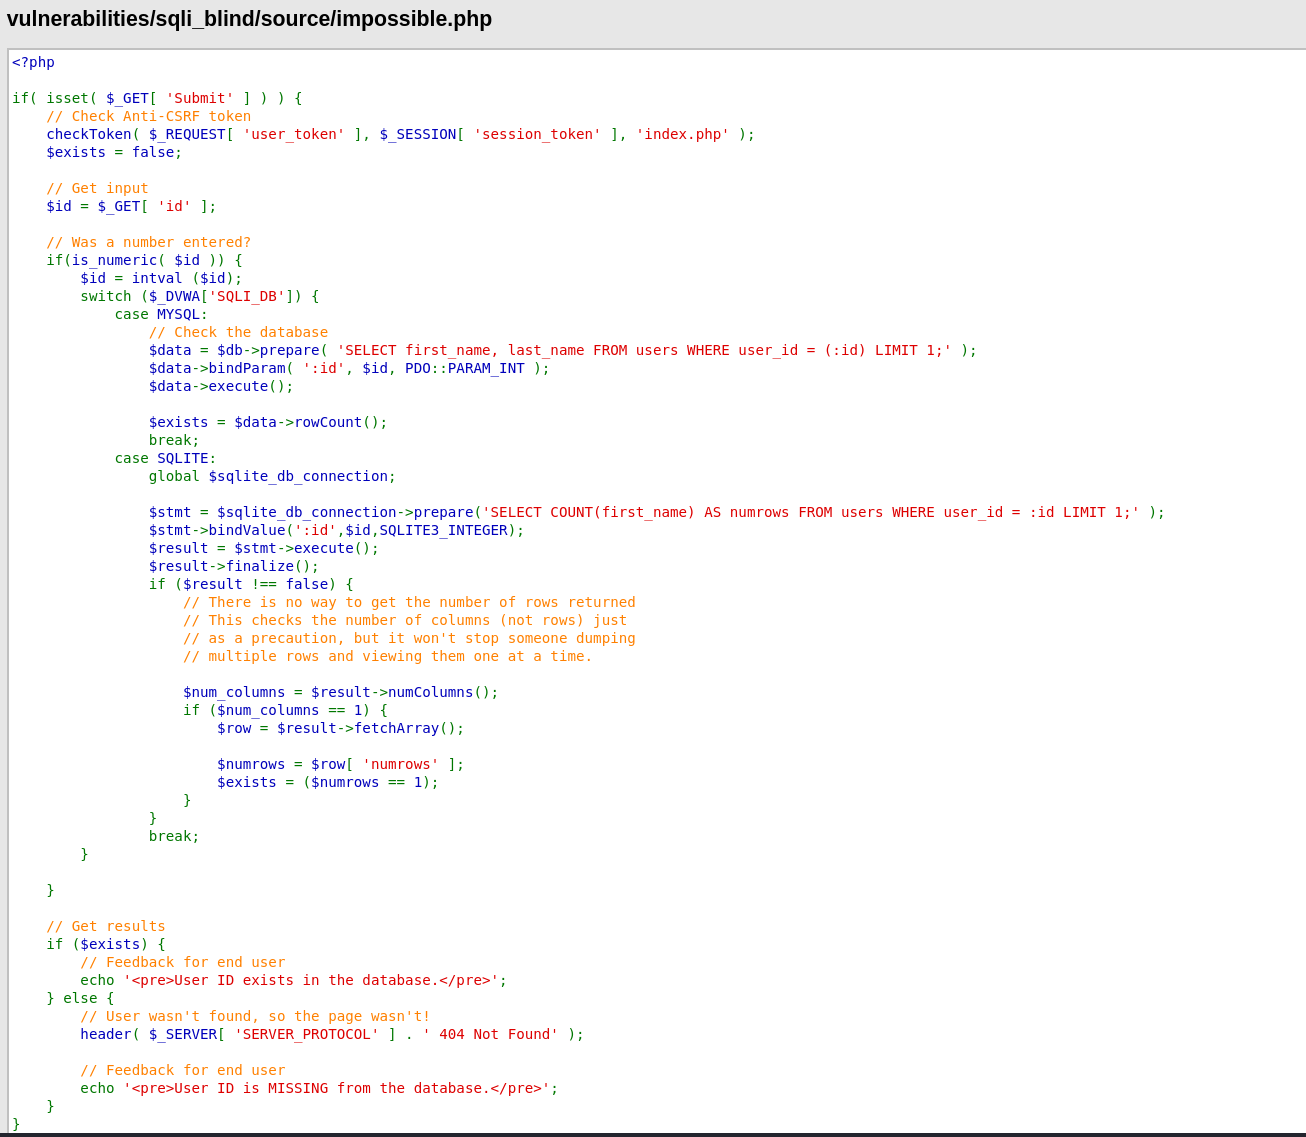 vulnerabilities/sqli_blind/source/impossible.php
<?php
if( isset( $_GET[ 'Submit' ] ) ) {
    // Check Anti-CSRF token
    checkToken( $_REQUEST[ 'user_token' ], $_SESSION[ 'session_token' ], 'index.php' );
    $exists = false;
    // Get input
    $id = $_GET[ 'id' ];
    // Was a number entered?
    if(is_numeric( $id )) {
        $id = intval ($id);
        switch ($_DVWA['SQLI_DB']) {
            case MYSQL:
                // Check the database
                $data = $db->prepare( 'SELECT first_name, last_name FROM users WHERE user_id = (:id) LIMIT 1;' );
                $data->bindParam( ':id', $id, PDO::PARAM_INT );
                $data->execute();
                $exists = $data->rowCount();
                break;
            case SQLITE:
                global $sqlite_db_connection;
                $stmt = $sqlite_db_connection->prepare('SELECT COUNT(first_name) AS numrows FROM users WHERE user_id = :id LIMIT 1;' );
                $stmt->bindValue(':id',$id,SQLITE3_INTEGER);
                $result = $stmt->execute();
                $result->finalize();
                if ($result !== false) {
                    // There is no way to get the number of rows returned
                    // This checks the number of columns (not rows) just
                    // as a precaution, but it won't stop someone dumping
                    // multiple rows and viewing them one at a time.
                    $num_columns = $result->numColumns();
                    if ($num_columns == 1) {
                        $row = $result->fetchArray();
                        $numrows = $row[ 'numrows' ];
                        $exists = ($numrows == 1);
                    }
                }
                break;
        }
    }
    // Get results
    if ($exists) {
        // Feedback for end user
        echo '<pre>User ID exists in the database.</pre>';
    } else {
        // User wasn't found, so the page wasn't!
        header( $_SERVER[ 'SERVER_PROTOCOL' ] . ' 404 Not Found' );
        // Feedback for end user
        echo '<pre>User ID is MISSING from the database.</pre>';
    }
}